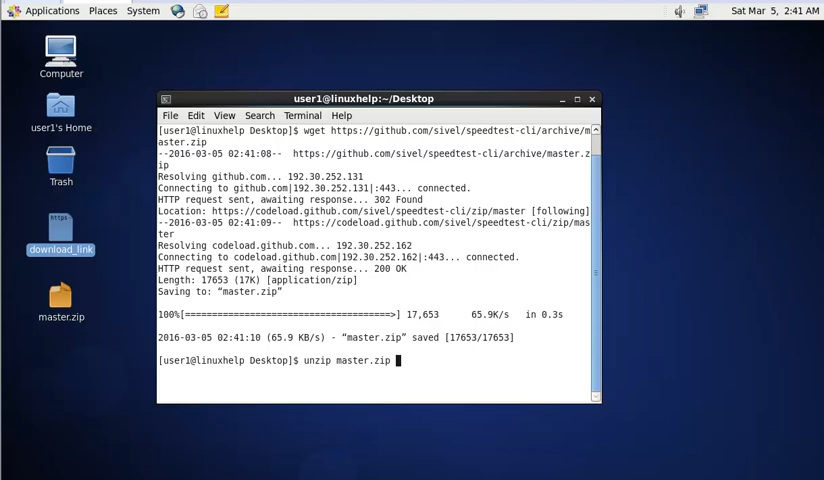 Applications Places System Sat Mar 5, 2:41 AM
Computer
user1's Home
Trash
https
download_link
master.zip
user1@linuxhelp:~/Desktop
File Edit View Search Terminal Help
[user1@linuxhelp Desktop]$ wget https://github.com/sivel/speedtest-cli/archive/m
aster.zip
--2016-03-05 02:41:08-- https://github.com/sivel/speedtest-cli/archive/master.z
ip
Resolving github.com... 192.30.252.131
Connecting to github.com|192.30.252.131|:443... connected.
HTTP request sent, awaiting response... 302 Found
Location: https://codeload.github.com/sivel/speedtest-cli/zip/master [following]
--2016-03-05 02:41:09-- https://codeload.github.com/sivel/speedtest-cli/zip/mas
ter
Resolving codeload.github.com... 192.30.252.162
Connecting to codeload.github.com|192.30.252.162|:443... connected.
HTTP request sent, awaiting response... 200 OK
Length: 17653 (17K) [application/zip]
Saving to: “master.zip”
100%[======================================>] 17,653 65.9K/s in 0.3s
2016-03-05 02:41:10 (65.9 KB/s) - “master.zip” saved [17653/17653]
[user1@linuxhelp Desktop]$ unzip master.zip